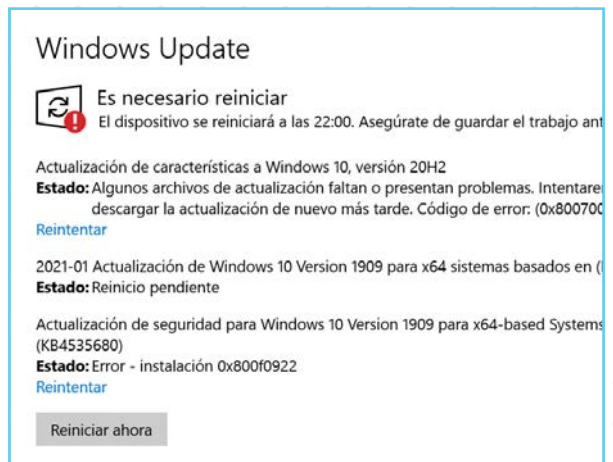 Windows Update
Es necesario reiniciar
El dispositivo se reiniciará a las 22:00. Asegúrate de guardar el trabajo
Actualización de características a Windows 10, versión 20H2
Estado: Algunos archivos de actualización faltan o presentan problemas.
descargar la actualización de nuevo más tarde. Código de error: (0x800700
Reintentar
2021-01 Actualización de Windows 10 Version 1909 para x64 sistemas basados en (
Estado: Reinicio pendiente
Actualización de seguridad para Windows 10 Version 1909 para x64-based Systems
(KB4535680)
Estado: Error - instalación 0x800f0922
Reintentar
Reiniciar ahora